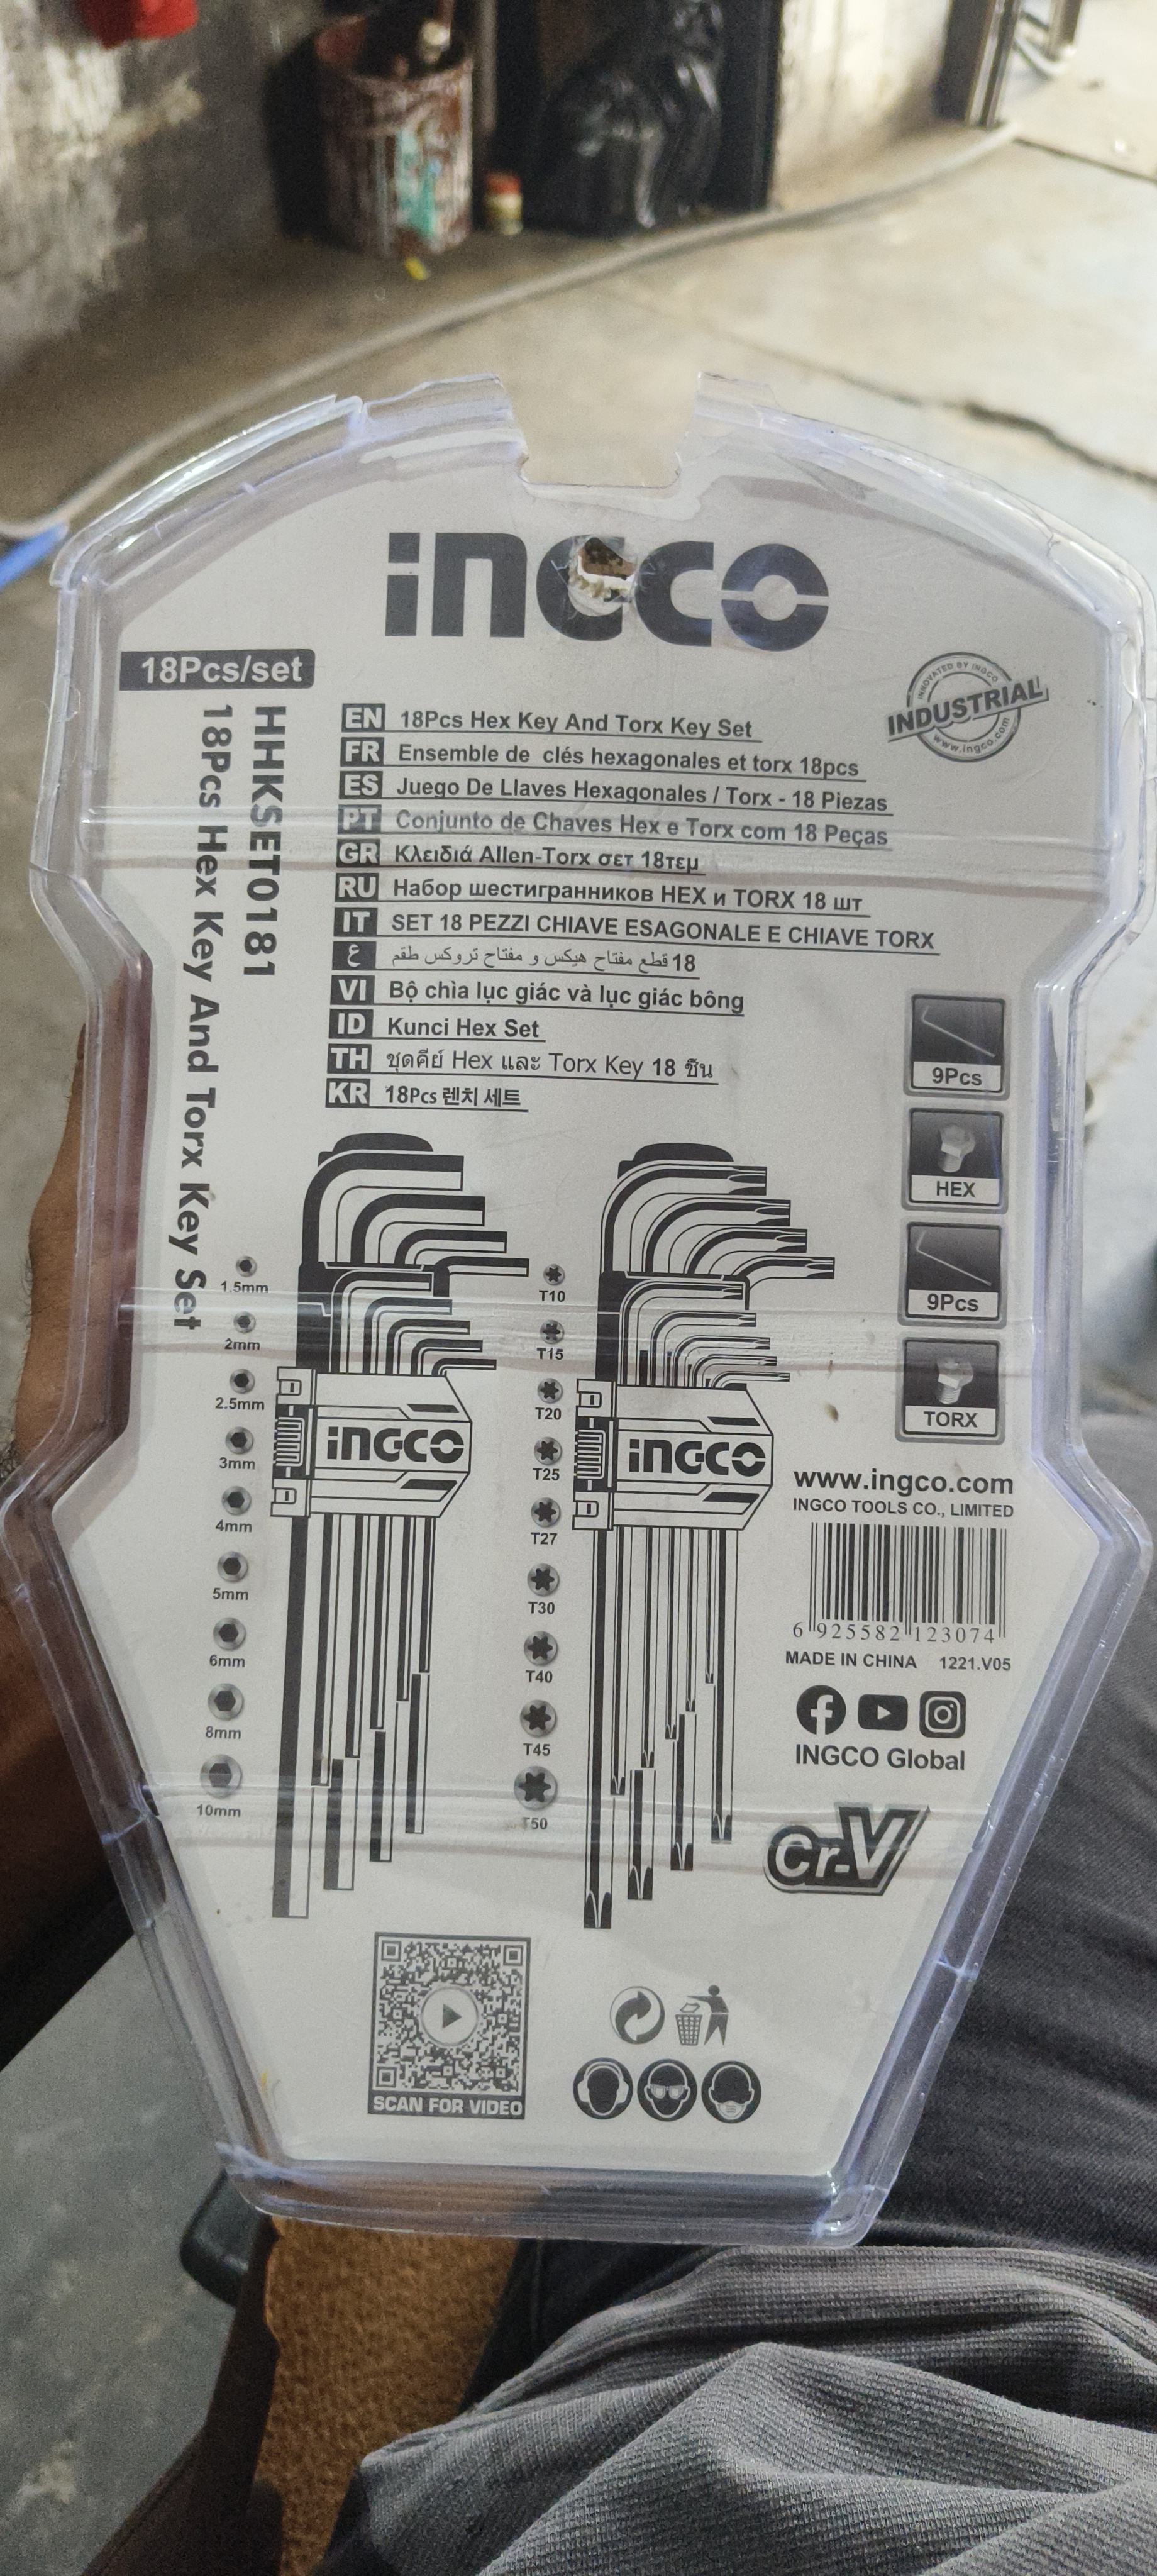 iNGCO
18Pcs/set
HHKSET0181
18Pcs Hex Key And Torx Key Set
INNOVATED BY INGCO
INDUSTRIAL
www.ingco.com
EN 18Pcs Hex Key And Torx Key Set
FR Ensemble de clés hexagonales et torx 18pcs
ES Juego De Llaves Hexagonales / Torx - 18 Piezas
PT Conjunto de Chaves Hex e Torx com 18 Peças
GR Κλειδιά Allen-Torx σετ 18τεμ
RU Набор шестигранников HEX и TORX 18 шт
IT SET 18 PEZZI CHIAVE ESAGONALE E CHIAVE TORX
ع 18 قطع مفتاح هيكس و مفتاح تروكس طقم
VI Bộ chìa lục giác và lục giác bông
ID Kunci Hex Set
TH ชุดคีย์ Hex และ Torx Key 18 ชิ้น
KR 18Pcs 렌치 세트
9Pcs
HEX
9Pcs
TORX
1.5mm
2mm
2.5mm
3mm
4mm
5mm
6mm
8mm
10mm
iNGCO
T10
T15
T20
T25
T27
T30
T40
T45
T50
iNGCO
www.ingco.com
INGCO TOOLS CO., LIMITED
6 925582 123074
MADE IN CHINA 1221.V05
INGCO Global
Cr-V
SCAN FOR VIDEO